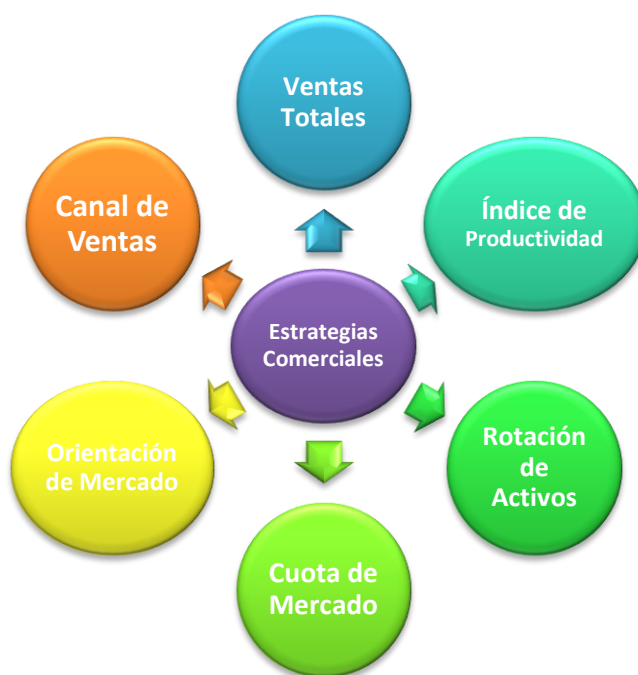 Ventas
Totales
Índice de
Productividad
Rotación
de
Activos
Cuota de
Mercado
Orientación
de Mercado
Canal de
Ventas
Estrategias
Comerciales